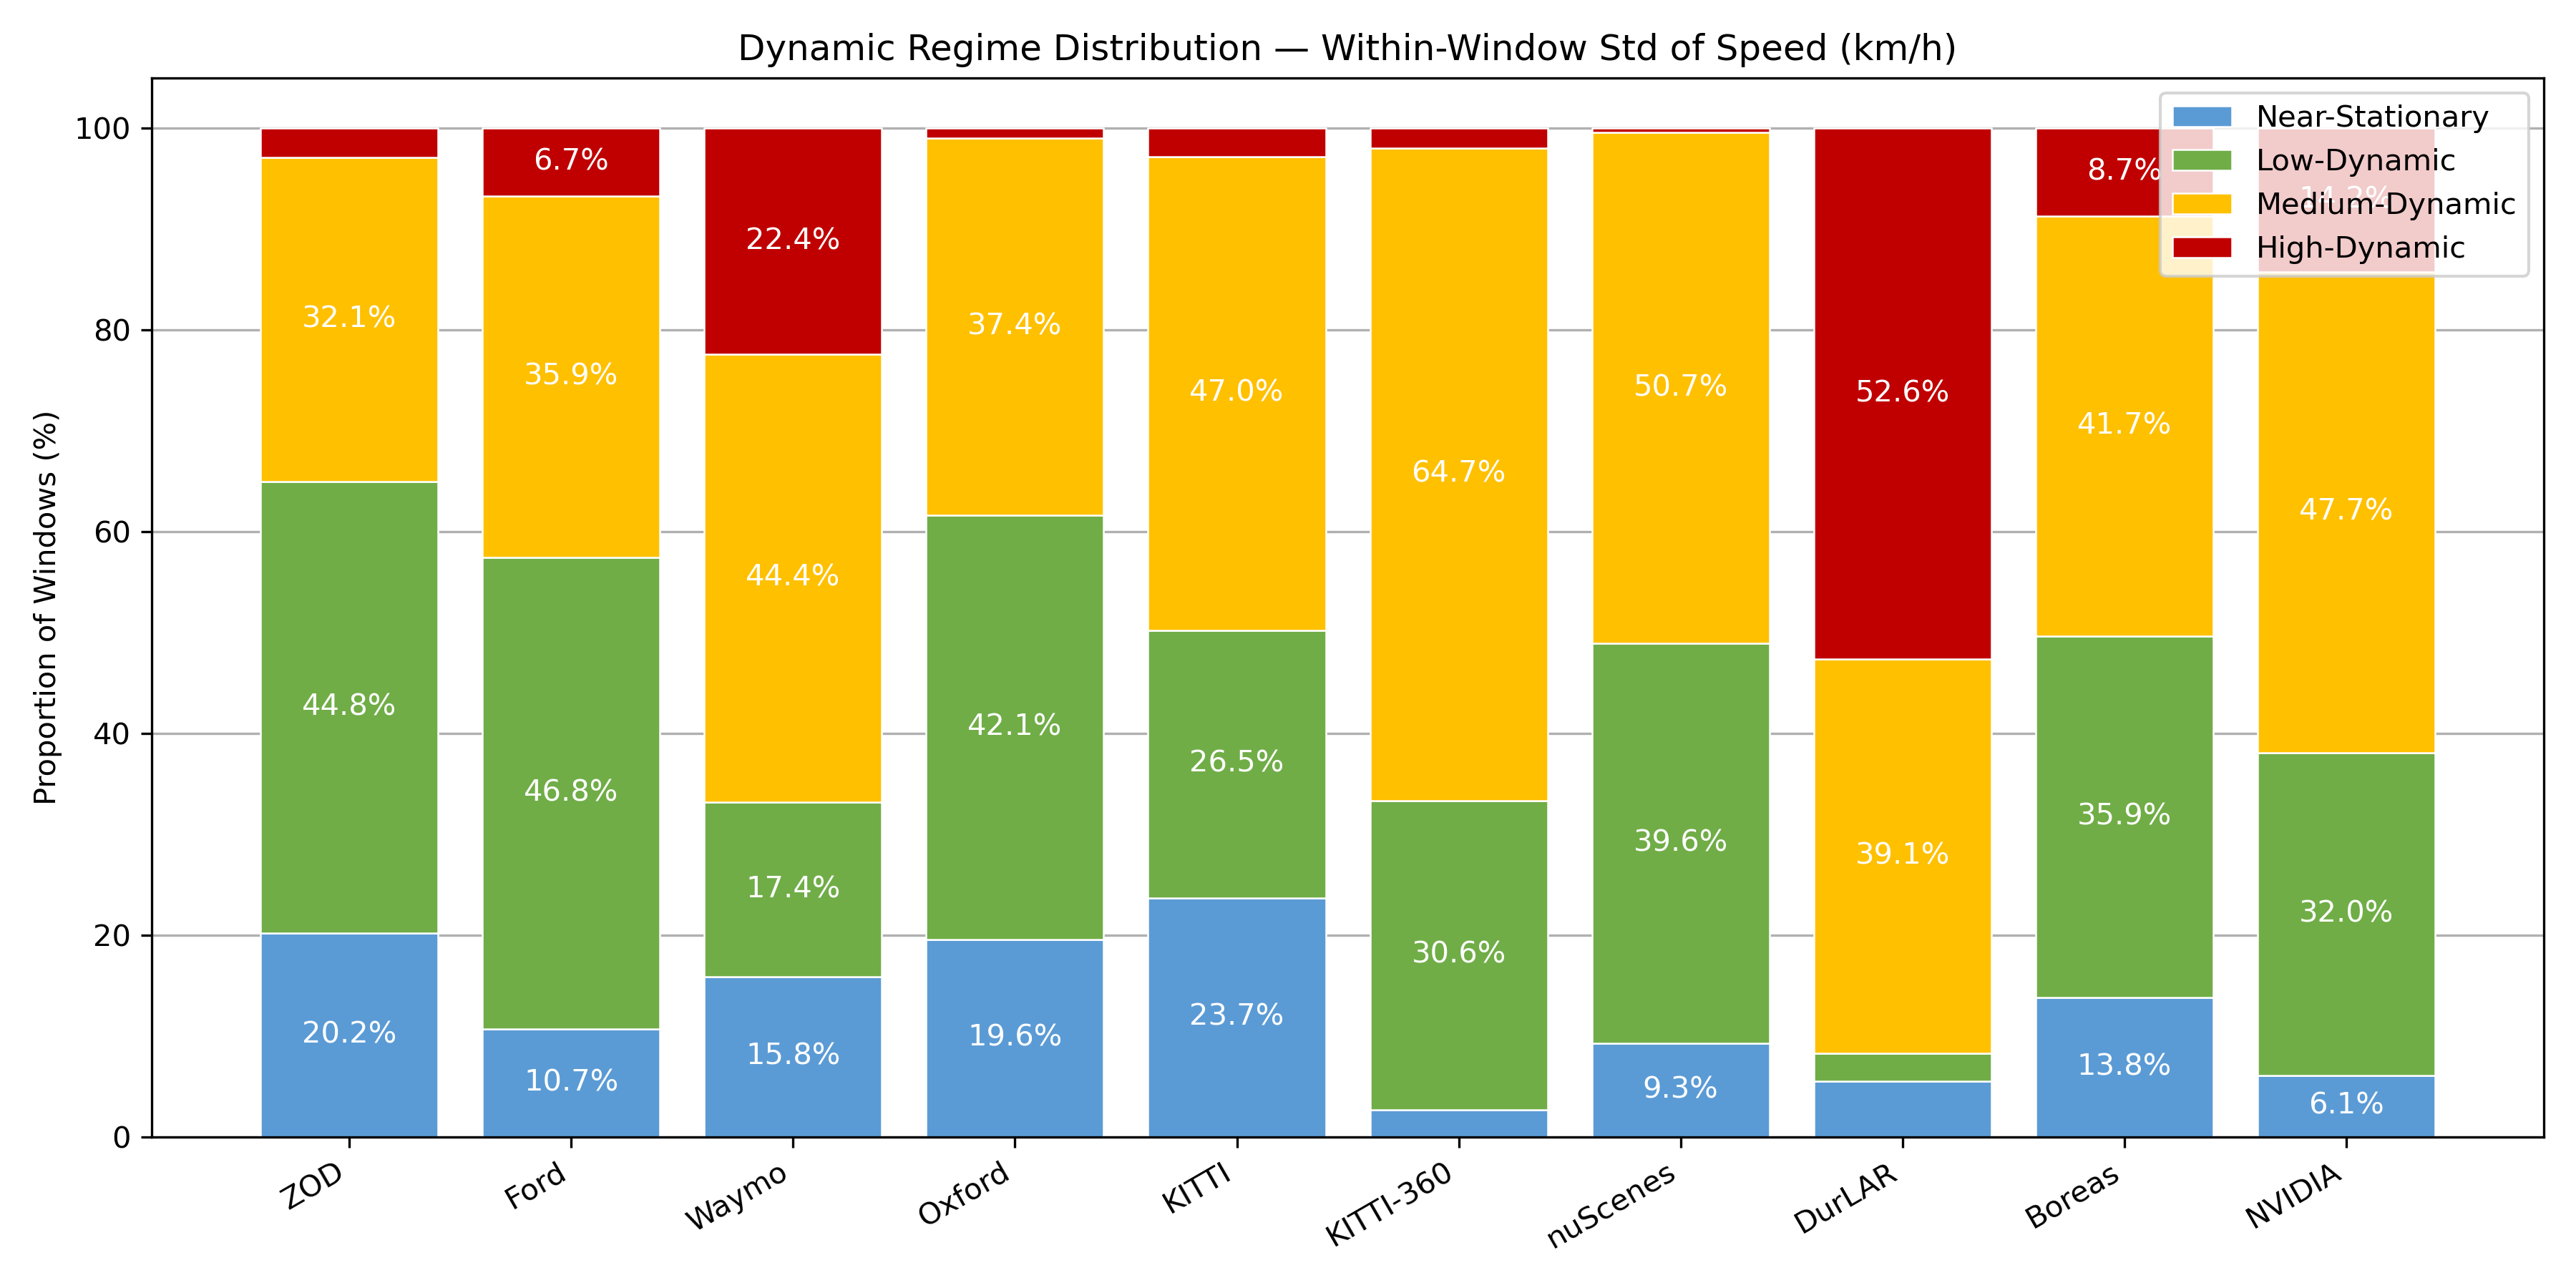 Dynamic Regime Distribution — Within-Window Std of Speed (km/h)
Proportion of Windows (%)
100
80
60
40
20
0
Near-Stationary
Low-Dynamic
Medium-Dynamic
High-Dynamic
32.1%
44.8%
20.2%
6.7%
35.9%
46.8%
10.7%
22.4%
44.4%
17.4%
15.8%
37.4%
42.1%
19.6%
47.0%
26.5%
23.7%
64.7%
30.6%
50.7%
39.6%
9.3%
52.6%
39.1%
8.7%
41.7%
35.9%
13.8%
14.2%
47.7%
32.0%
6.1%
ZOD
Ford
Waymo
Oxford
KITTI
KITTI-360
nuScenes
DurLAR
Boreas
NVIDIA